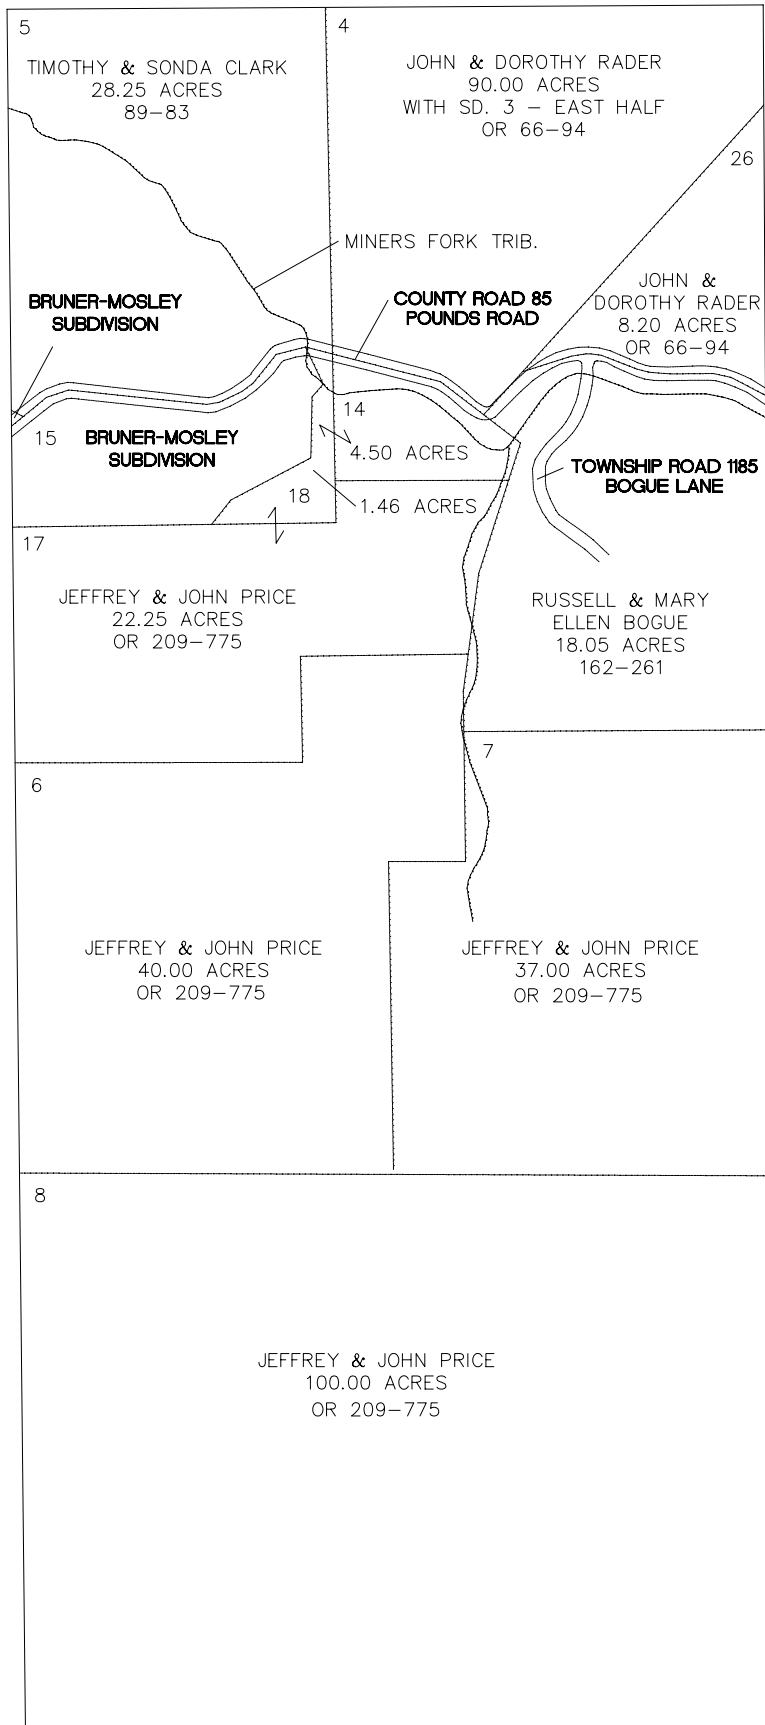 5
TIMOTHY & SONDA CLARK
28.25 ACRES
89-83
4
JOHN & DOROTHY RADER
90.00 ACRES
WITH SD. 3 - EAST HALF
OR 66-94
26
MINERS FORK TRIB.
JOHN &
DOROTHY RADER
8.20 ACRES
OR 66-94
BRUNER-MOSLEY
SUBDIVISION
COUNTY ROAD 85
POUNDS ROAD
15
BRUNER-MOSLEY
SUBDIVISION
14
4.50 ACRES
18
1.46 ACRES
TOWNSHIP ROAD 1185
BOGUE LANE
17
JEFFREY & JOHN PRICE
22.25 ACRES
OR 209-775
RUSSELL & MARY
ELLEN BOGUE
18.05 ACRES
162-261
7
6
JEFFREY & JOHN PRICE
40.00 ACRES
OR 209-775
JEFFREY & JOHN PRICE
37.00 ACRES
OR 209-775
8
JEFFREY & JOHN PRICE
100.00 ACRES
OR 209-775